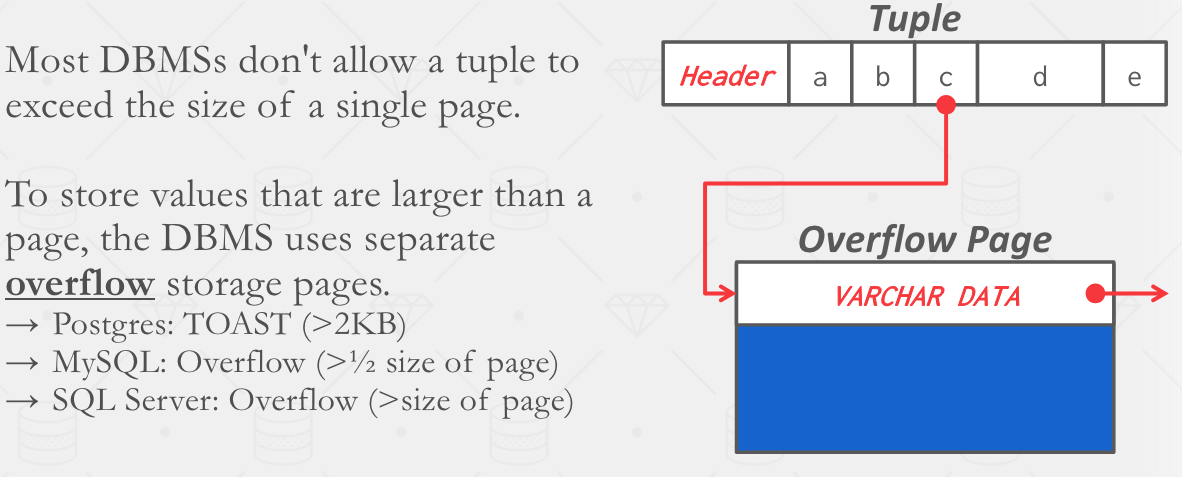 Most DBMSs don't allow a tuple to
exceed the size of a single page.
To store values that are larger than a
page, the DBMS uses separate
overflow storage pages.
→ Postgres: TOAST (>2KB)
→ MySQL: Overflow (>½ size of page)
→ SQL Server: Overflow (>size of page)
Tuple
Header a b c d e
Overflow Page
VARCHAR DATA